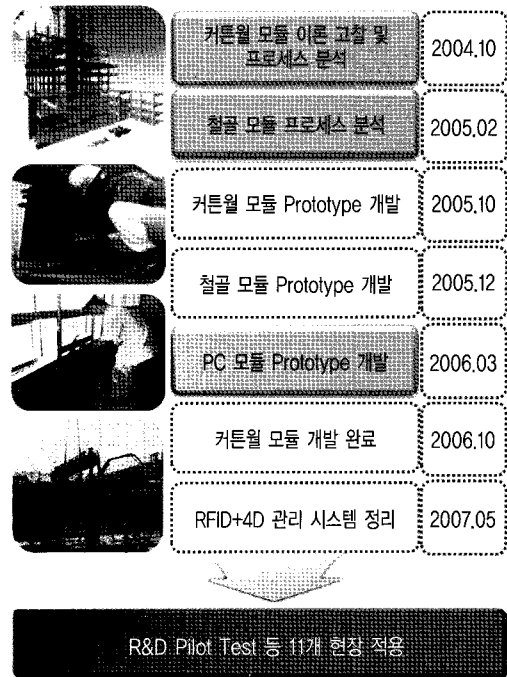 커튼월 모듈 이론 고찰 및
프로세스 분석
2004.10
철골 모듈 프로세스 분석
2005.02
커튼월 모듈 Prototype 개발
2005.10
철골 모듈 Prototype 개발
2005.12
PC 모듈 Prototype 개발
2006.03
커튼월 모듈 개발 완료
2006.10
RFID+4D 관리 시스템 정리
2007.05
R&D Pilot Test 등 11개 현장 적용